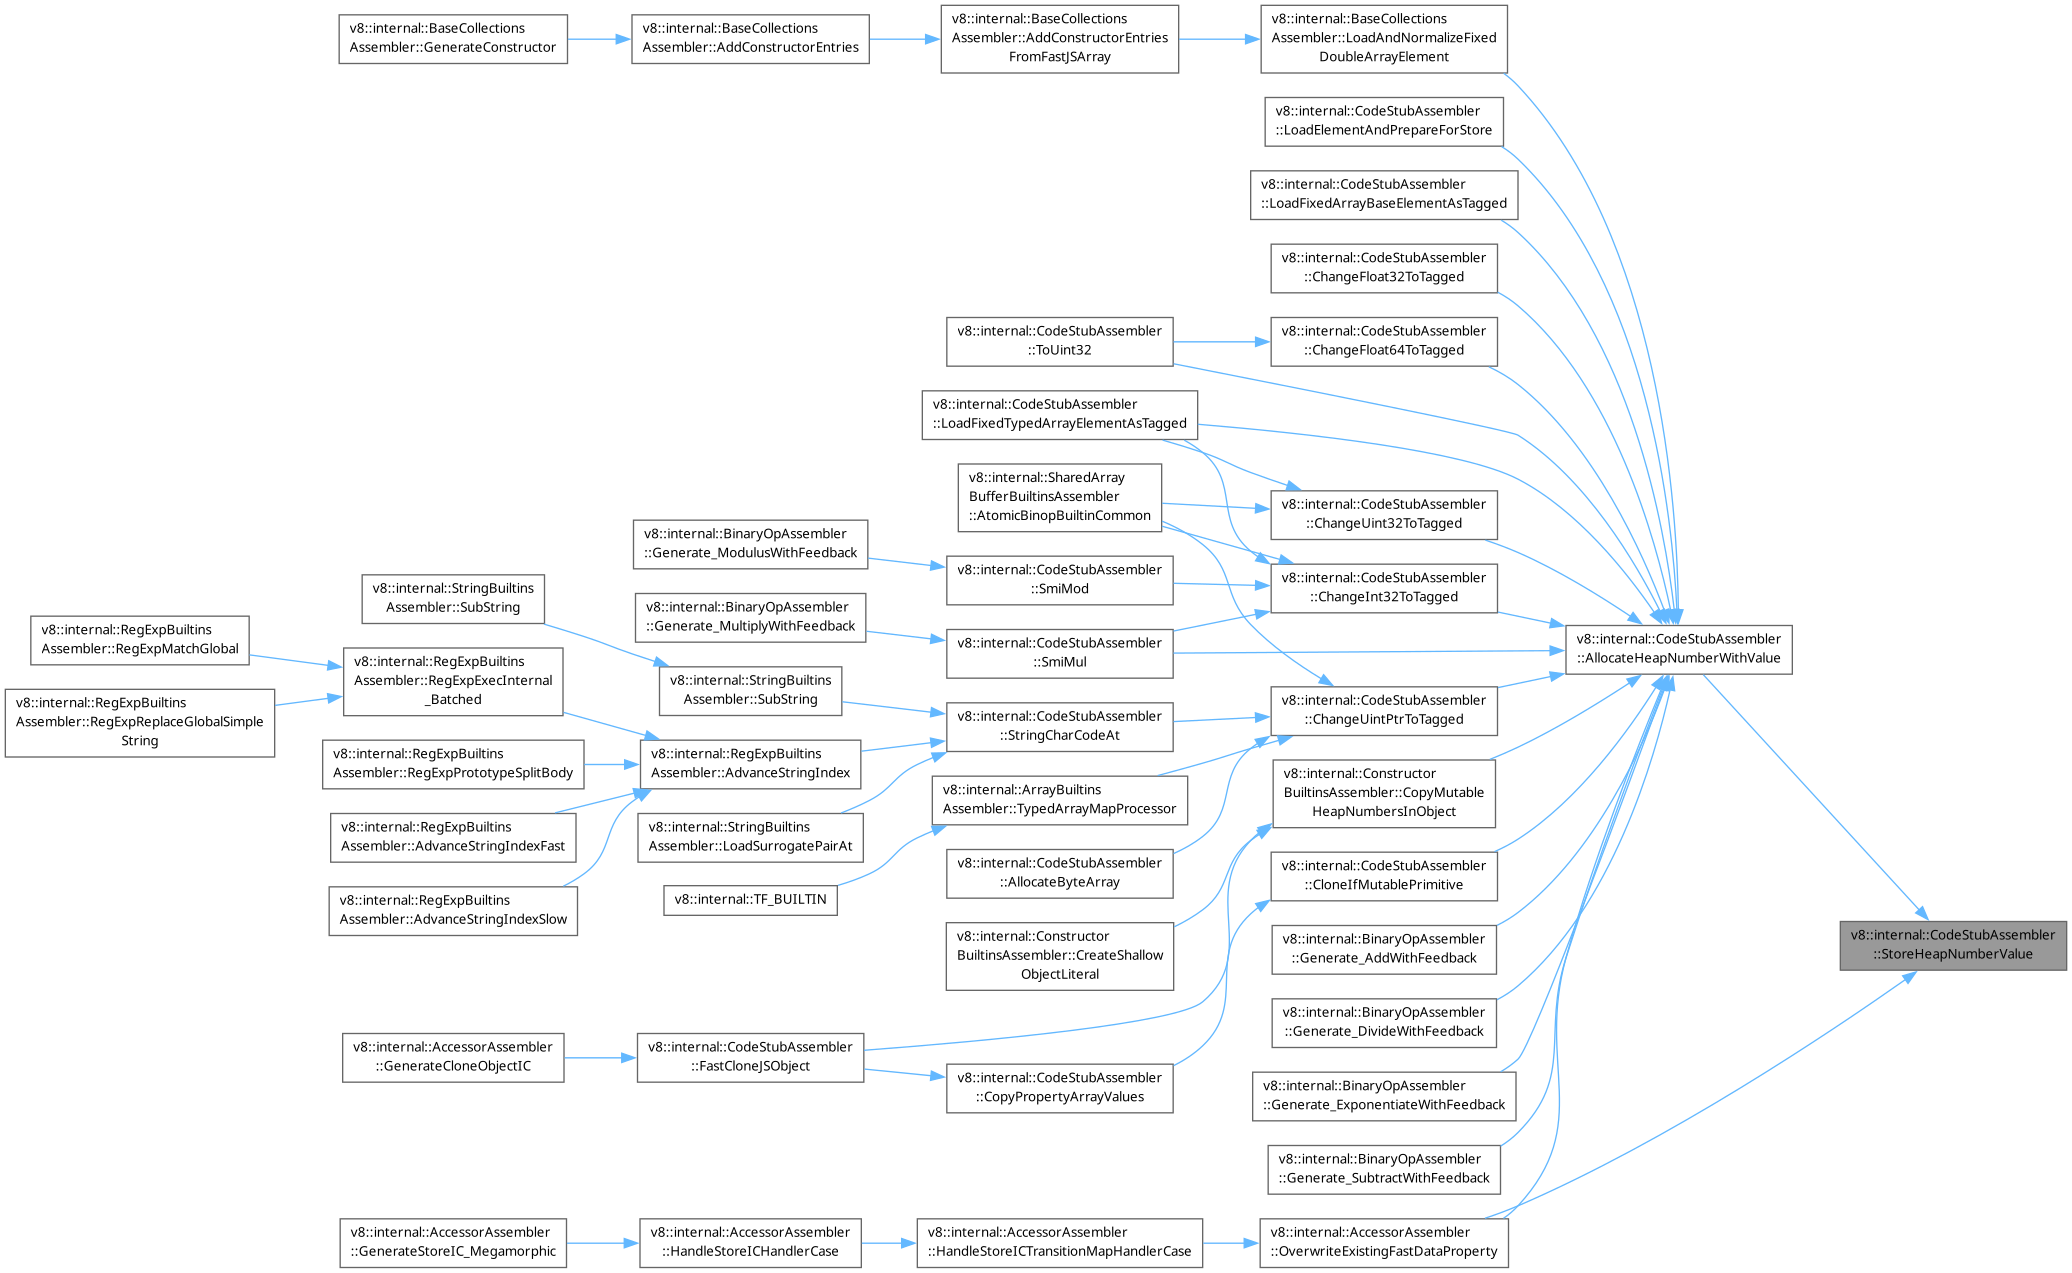 v8::internal::BaseCollections
Assembler::GenerateConstructor
v8::internal::BaseCollections
Assembler::AddConstructorEntries
v8::internal::BaseCollections
Assembler::AddConstructorEntries
FromFastJSArray
v8::internal::BaseCollections
Assembler::LoadAndNormalizeFixed
DoubleArrayElement
v8::internal::CodeStubAssembler
::LoadElementAndPrepareForStore
v8::internal::CodeStubAssembler
::LoadFixedArrayBaseElementAsTagged
v8::internal::CodeStubAssembler
::ChangeFloat32ToTagged
v8::internal::CodeStubAssembler
::ToUint32
v8::internal::CodeStubAssembler
::ChangeFloat64ToTagged
v8::internal::CodeStubAssembler
::LoadFixedTypedArrayElementAsTagged
v8::internal::SharedArray
BufferBuiltinsAssembler
::AtomicBinopBuiltinCommon
v8::internal::CodeStubAssembler
::ChangeUint32ToTagged
v8::internal::BinaryOpAssembler
::Generate_ModulusWithFeedback
v8::internal::CodeStubAssembler
::SmiMod
v8::internal::CodeStubAssembler
::ChangeInt32ToTagged
v8::internal::StringBuiltins
Assembler::SubString
v8::internal::BinaryOpAssembler
::Generate_MultiplyWithFeedback
v8::internal::CodeStubAssembler
::SmiMul
v8::internal::CodeStubAssembler
::AllocateHeapNumberWithValue
v8::internal::RegExpBuiltins
Assembler::RegExpMatchGlobal
v8::internal::RegExpBuiltins
Assembler::RegExpExecInternal
_Batched
v8::internal::StringBuiltins
Assembler::SubString
v8::internal::CodeStubAssembler
::ChangeUintPtrToTagged
v8::internal::RegExpBuiltins
Assembler::RegExpReplaceGlobalSimple
String
v8::internal::CodeStubAssembler
::StringCharCodeAt
v8::internal::RegExpBuiltins
Assembler::RegExpPrototypeSplitBody
v8::internal::RegExpBuiltins
Assembler::AdvanceStringIndex
v8::internal::ArrayBuiltins
Assembler::TypedArrayMapProcessor
v8::internal::Constructor
BuiltinsAssembler::CopyMutable
HeapNumbersInObject
v8::internal::RegExpBuiltins
Assembler::AdvanceStringIndexFast
v8::internal::StringBuiltins
Assembler::LoadSurrogatePairAt
v8::internal::CodeStubAssembler
::AllocateByteArray
v8::internal::CodeStubAssembler
::CloneIfMutablePrimitive
v8::internal::RegExpBuiltins
Assembler::AdvanceStringIndexSlow
v8::internal::TF_BUILTIN
v8::internal::Constructor
BuiltinsAssembler::CreateShallow
ObjectLiteral
v8::internal::BinaryOpAssembler
::Generate_AddWithFeedback
v8::internal::CodeStubAssembler
::StoreHeapNumberValue
v8::internal::BinaryOpAssembler
::Generate_DivideWithFeedback
v8::internal::AccessorAssembler
::GenerateCloneObjectIC
v8::internal::CodeStubAssembler
::FastCloneJSObject
v8::internal::CodeStubAssembler
::CopyPropertyArrayValues
v8::internal::BinaryOpAssembler
::Generate_ExponentiateWithFeedback
v8::internal::BinaryOpAssembler
::Generate_SubtractWithFeedback
v8::internal::AccessorAssembler
::GenerateStoreIC_Megamorphic
v8::internal::AccessorAssembler
::HandleStoreICHandlerCase
v8::internal::AccessorAssembler
::HandleStoreICTransitionMapHandlerCase
v8::internal::AccessorAssembler
::OverwriteExistingFastDataProperty